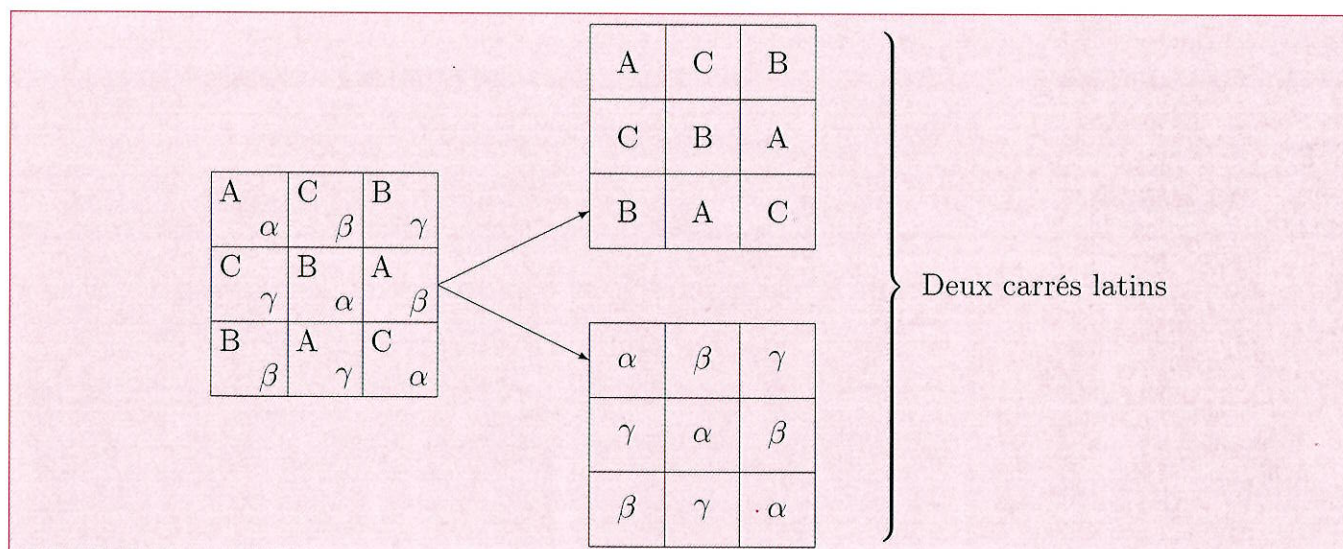 A C B
C B A
B A C
A α C β B γ
C γ B α A β
B β A γ C α
Deux carrés latins
α β γ
γ α β
β γ α